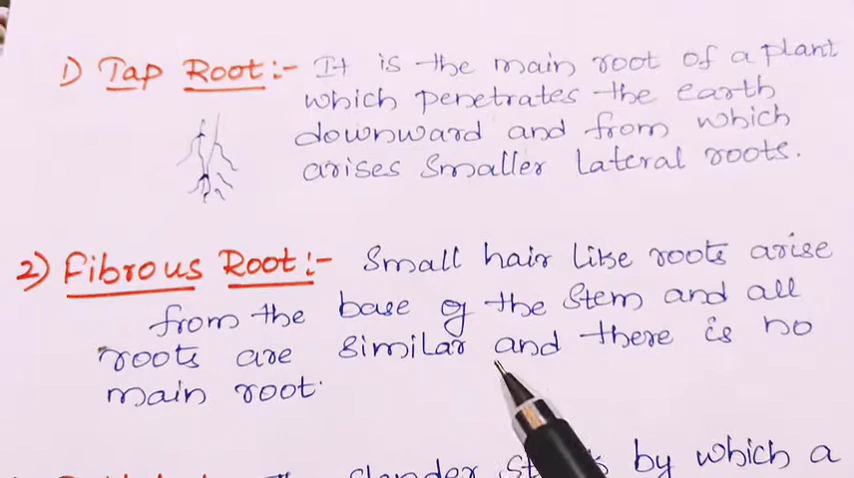 1) Tap Root:- It is the main root of a plant
which penetrates the earth
downward and from which
arises smaller lateral roots.
2) Fibrous Root:- Small hair like roots arise
from the base of the stem and all
roots are similar and there is no
main root.
by which a